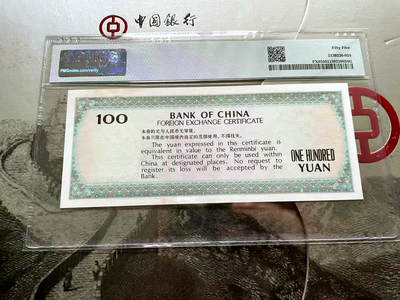 中国银行
Fifty Five
100
BANK OF CHINA
FOREIGN EXCHANGE CERTIFICATE
本券的元与人民币元等值。
本券只限在中国境内指定的范围使用,不得挂失。
The yuan expressed in this certificate is
equivalent in value to the Renminbi yuan.
This certificate can only be used within
China at designated places. No request to
register its loss will be accepted by the
Bank.
ONE HUNDRED
YUAN